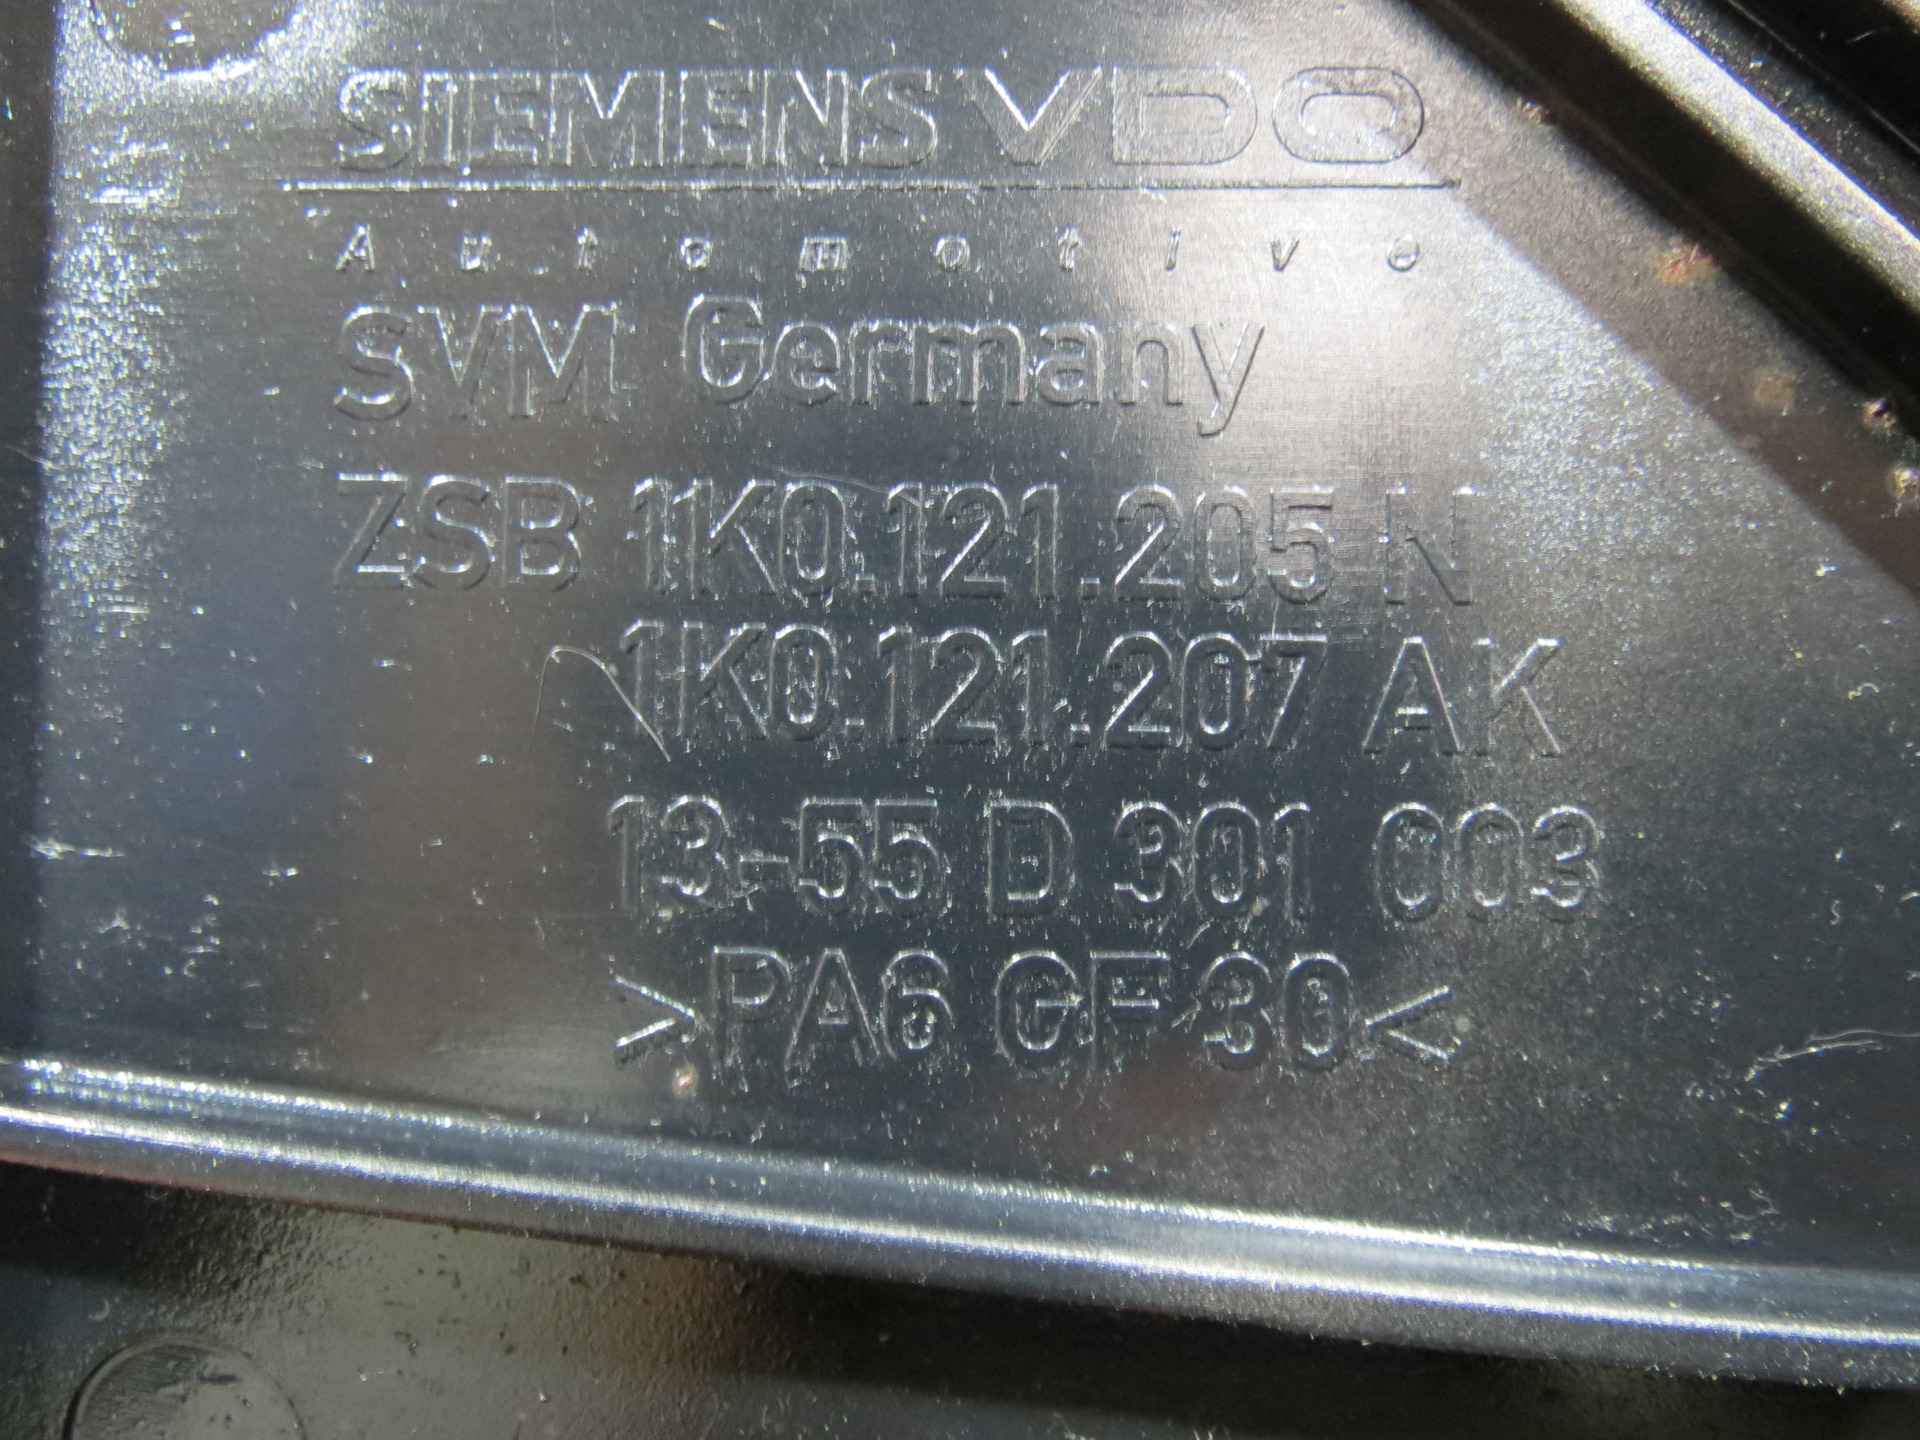 SIEMENS VDO
Automotive
SVM Germany
ZSB 1K0.121.205 N
1K0.121.207 AK
13-55 D 301 003
>PA6 GF 30<